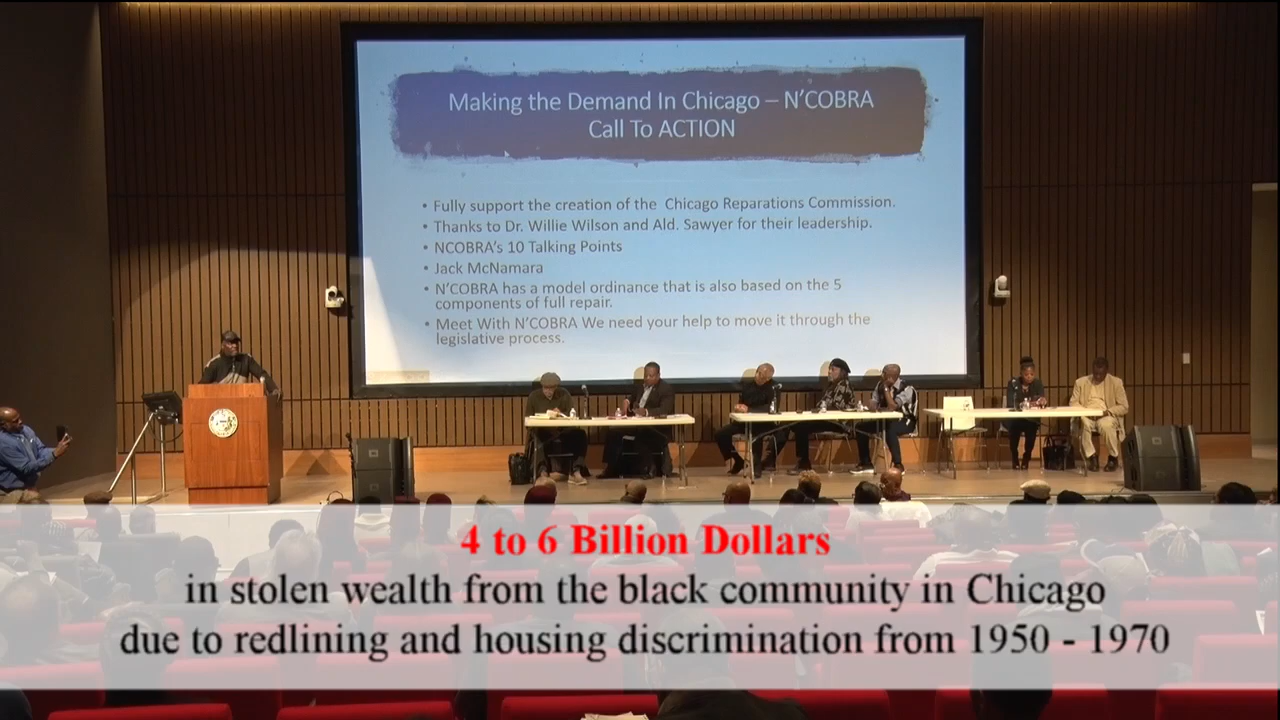 Making the Demand In Chicago – N'COBRA
Call To ACTION
• Fully support the creation of the Chicago Reparations Commission.
• Thanks to Dr. Willie Wilson and Ald. Sawyer for their leadership.
• NCOBRA's 10 Talking Points
• Jack McNamara
• N'COBRA has a model ordinance that is also based on the 5
components of full repair.
• Meet With N'COBRA We need your help to move it through the
legislative process.
4 to 6 Billion Dollars
in stolen wealth from the black community in Chicago
due to redlining and housing discrimination from 1950 - 1970